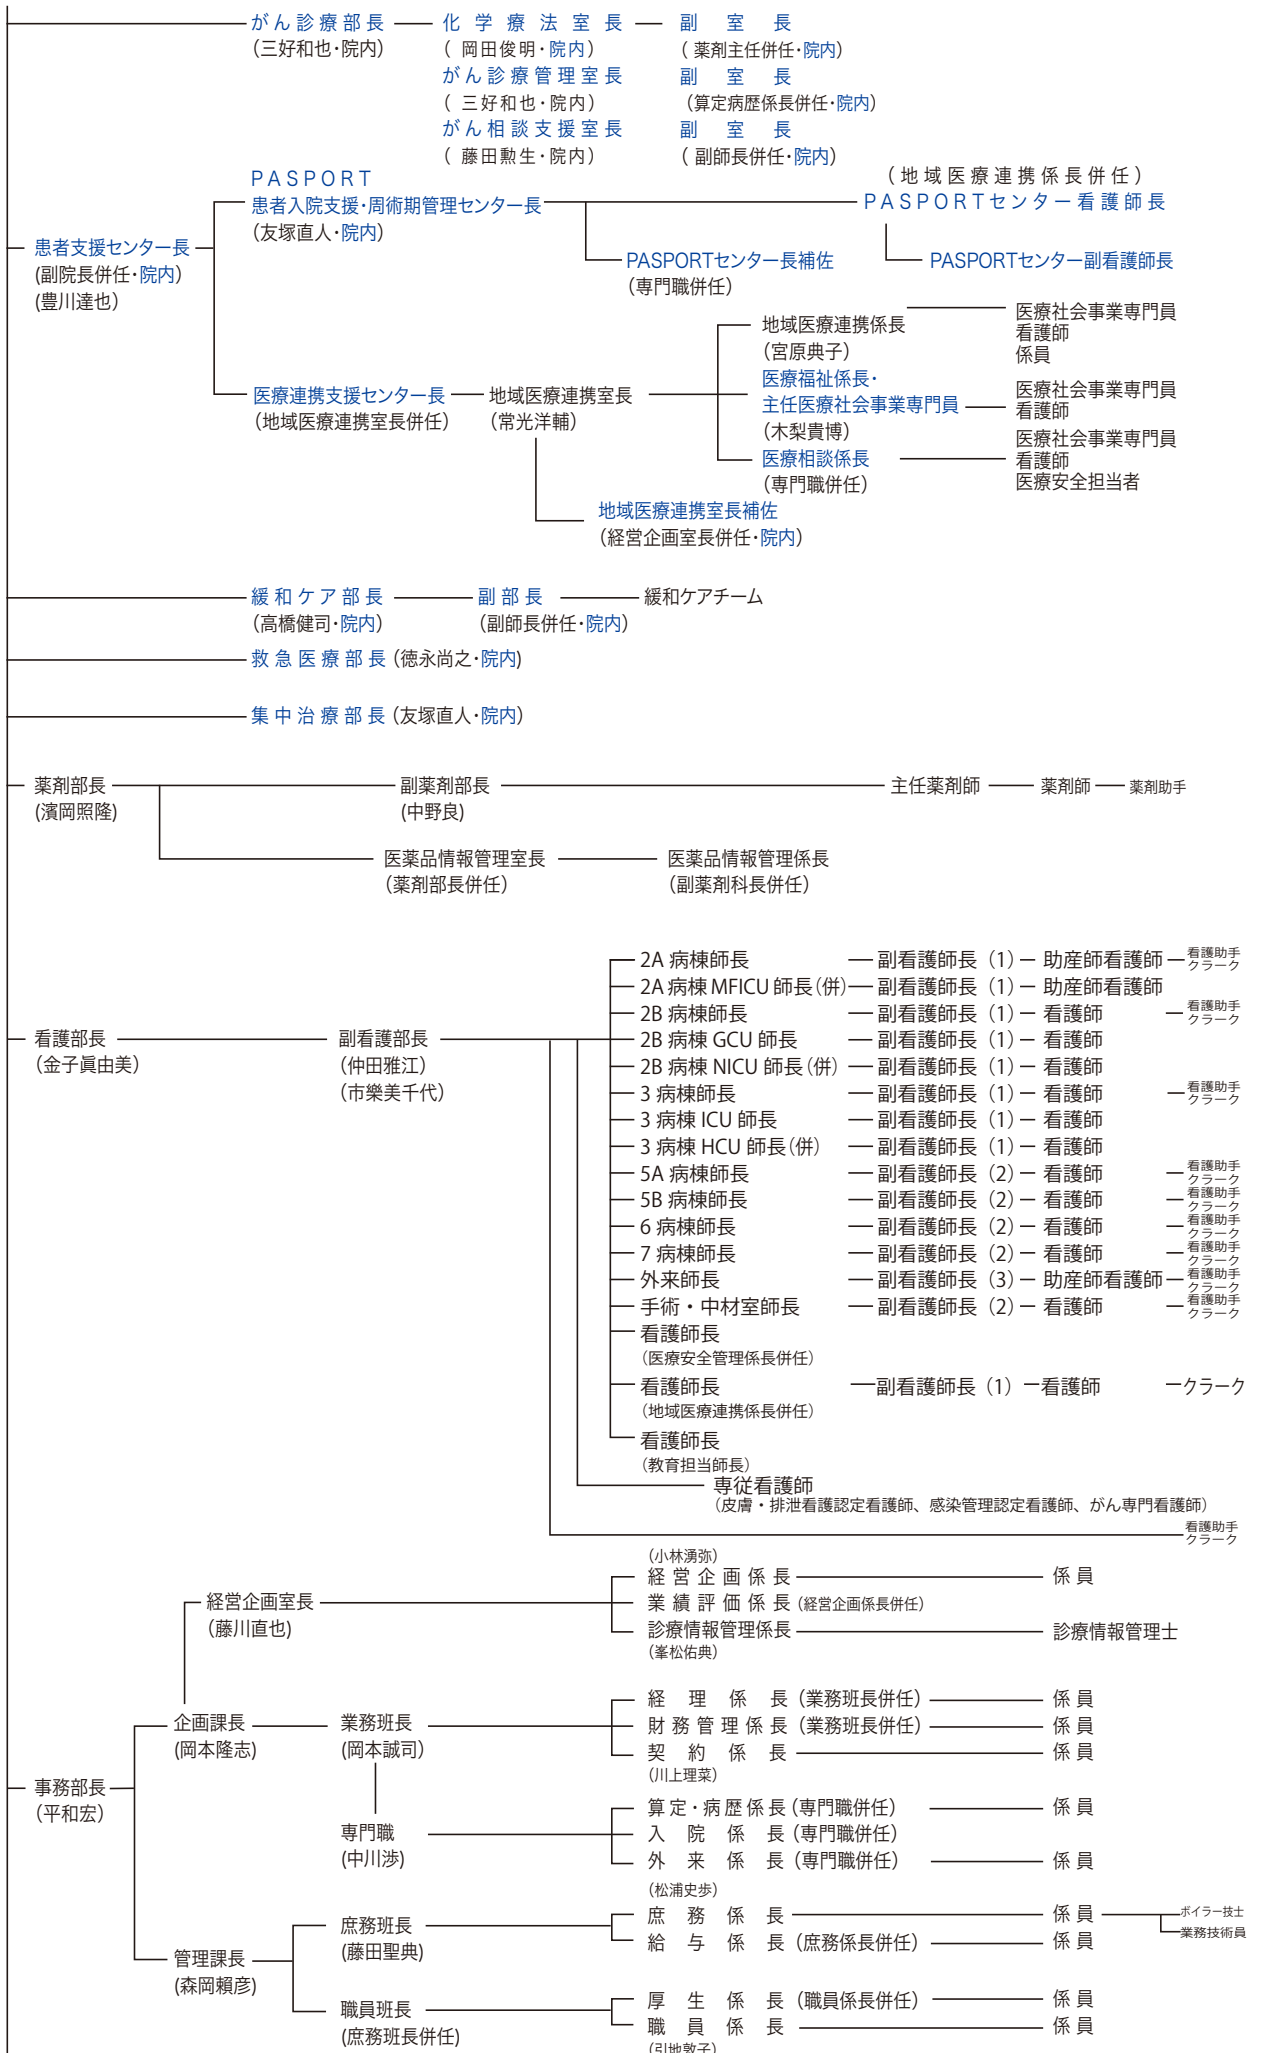 がん診療部長 化学療法室長 副室長
(三好和也・院内) (岡田俊明・院内) (薬剤主任併任・院内)
がん診療管理室長 副室長
(三好和也・院内) (算定病歴係長併任・院内)
がん相談支援室長 副室長
(藤田勲生・院内) (副師長併任・院内)
(地域医療連携係長併任)
PASPORT
患者入院支援・周術期管理センター長 PASPORTセンター看護師長
(友塚直人・院内)
患者支援センター長
(副院長併任・院内)
(豊川達也)
PASPORTセンター長補佐 PASPORTセンター副看護師長
(専門職併任)
地域医療連携係長 医療社会事業専門員
(宮原典子) 看護師
係員
医療福祉係長・
医療連携支援センター長 地域医療連携室長 主任医療社会事業専門員 医療社会事業専門員
(地域医療連携室長併任) (常光洋輔) (木梨貴博) 看護師
医療相談係長 医療社会事業専門員
(専門職併任) 看護師
医療安全担当者
地域医療連携室長補佐
(経営企画室長併任・院内)
緩和ケア部長 副部長 緩和ケアチーム
(高橋健司・院内) (副師長併任・院内)
救急医療部長(徳永尚之・院内)
集中治療部長(友塚直人・院内)
薬剤部長 副薬剤部長 主任薬剤師 薬剤師 薬剤助手
(濱岡照隆) (中野良)
医薬品情報管理室長 医薬品情報管理係長
(薬剤部長併任) (副薬剤科長併任)
2A 病棟師長 副看護師長(1) 助産師看護師 看護助手 クラーク
2A 病棟 MFICU 師長(併) 副看護師長(1) 助産師看護師
2B 病棟師長 副看護師長(1) 看護師 看護助手 クラーク
看護部長 副看護部長 2B 病棟 GCU 師長 副看護師長(1) 看護師
(金子眞由美) (仲田雅江) 2B 病棟 NICU 師長(併) 副看護師長(1) 看護師
(市樂美千代) 3 病棟師長 副看護師長(1) 看護師 看護助手 クラーク
3 病棟 ICU 師長 副看護師長(1) 看護師
3 病棟 HCU 師長(併) 副看護師長(1) 看護師
5A 病棟師長 副看護師長(2) 看護師 看護助手 クラーク
5B 病棟師長 副看護師長(2) 看護師 看護助手 クラーク
6 病棟師長 副看護師長(2) 看護師 看護助手 クラーク
7 病棟師長 副看護師長(2) 看護師 看護助手 クラーク
外来師長 副看護師長(3) 助産師看護師 看護助手 クラーク
手術・中材室師長 副看護師長(2) 看護師 看護助手 クラーク
看護師長
(医療安全管理係長併任)
看護師長 副看護師長(1) 看護師 クラーク
(地域医療連携係長併任)
看護師長
(教育担当師長)
専従看護師
(皮膚・排泄看護認定看護師、感染管理認定看護師、がん専門看護師)
看護助手
クラーク
(小林湧弥)
経営企画係長 係員
経営企画室長 業績評価係長(経営企画係長併任)
(藤川直也) 診療情報管理係長 診療情報管理士
(峯松佑典)
経理係長(業務班長併任) 係員
企画課長 業務班長 財務管理係長(業務班長併任) 係員
(岡本隆志) (岡本誠司) 契約係長 係員
(川上理菜)
事務部長
(平和宏)
算定・病歴係長(専門職併任) 係員
専門職 入院係長(専門職併任)
(中川渉) 外来係長(専門職併任) 係員
(松浦史歩)
庶務班長 庶務係長 係員 ボイラー技士
(藤田聖典) 給与係長(庶務係長併任) 係員 業務技術員
管理課長
(森岡賴彦)
職員班長 厚生係長(職員係長併任) 係員
(庶務班長併任) 職員係長 係員
(引地敦子)